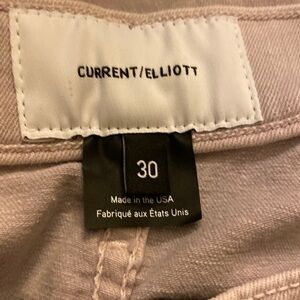 CURRENT/ELLIOTT
30
Made in the USA
Fabriqué aux États Unis